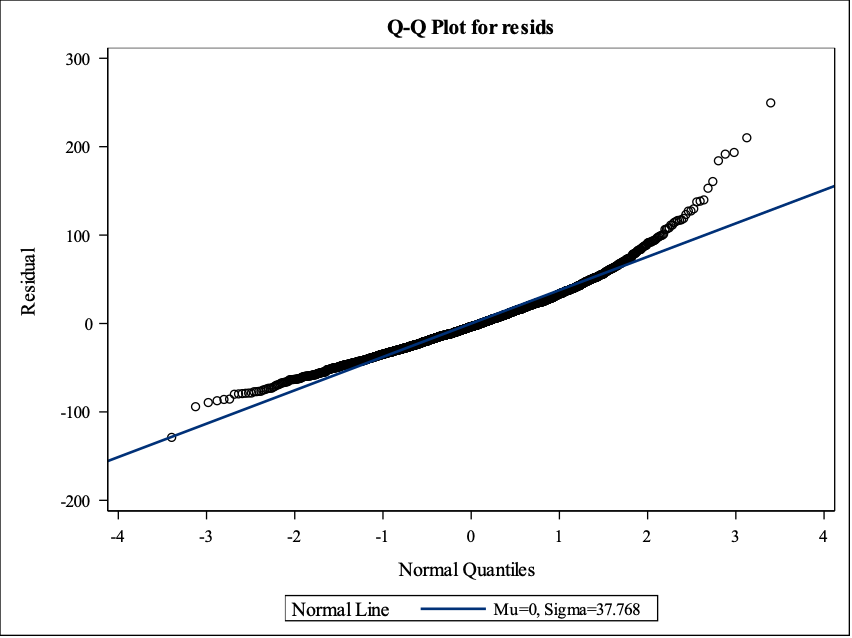 Q-Q Plot for resids
300
200
100
0
-100
-200
Residual
-4 -3 -2 -1 0 1 2 3 4
Normal Quantiles
Normal Line Mu=0, Sigma=37.768